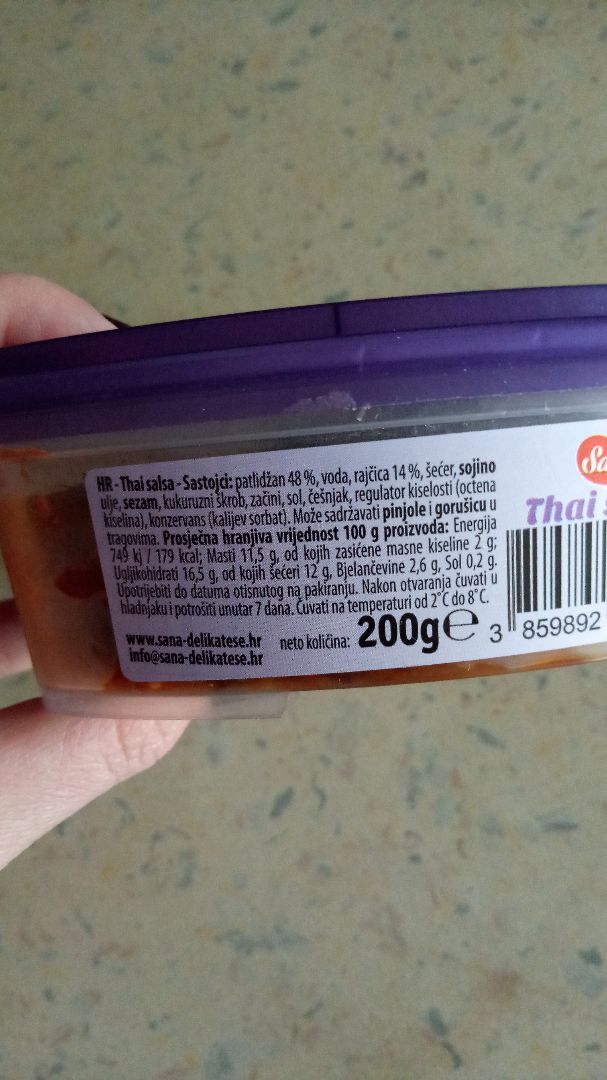 HR - Thai salsa - Sastojci: patlidžan 48 %, voda, rajčica 14 %, šećer, sojino
ulje, sezam, kukuruzni škrob, začini, sol, češnjak, regulator kiselosti (octena
kiselina), konzervans (kalijev sorbat). Može sadržavati pinjole i gorušicu u
tragovima. Prosječna hranjiva vrijednost 100 g proizvoda: Energija
749 kj / 179 kcal; Masti 11,5 g, od kojih zasićene masne kiseline 2 g;
Ugljikohidrati 16,5 g, od kojih šećeri 12 g, Bjelančevine 2,6 g, Sol 0,2 g.
Upotrijebiti do datuma otisnutog na pakiranju. Nakon otvaranja čuvati u
hladnjaku i potrošiti unutar 7 dana. Čuvati na temperaturi od 2°C do 8°C.
www.sana-delikatese.hr
info@sana-delikatese.hr
neto količina: 200g e
Sa
Thai s
3 859892